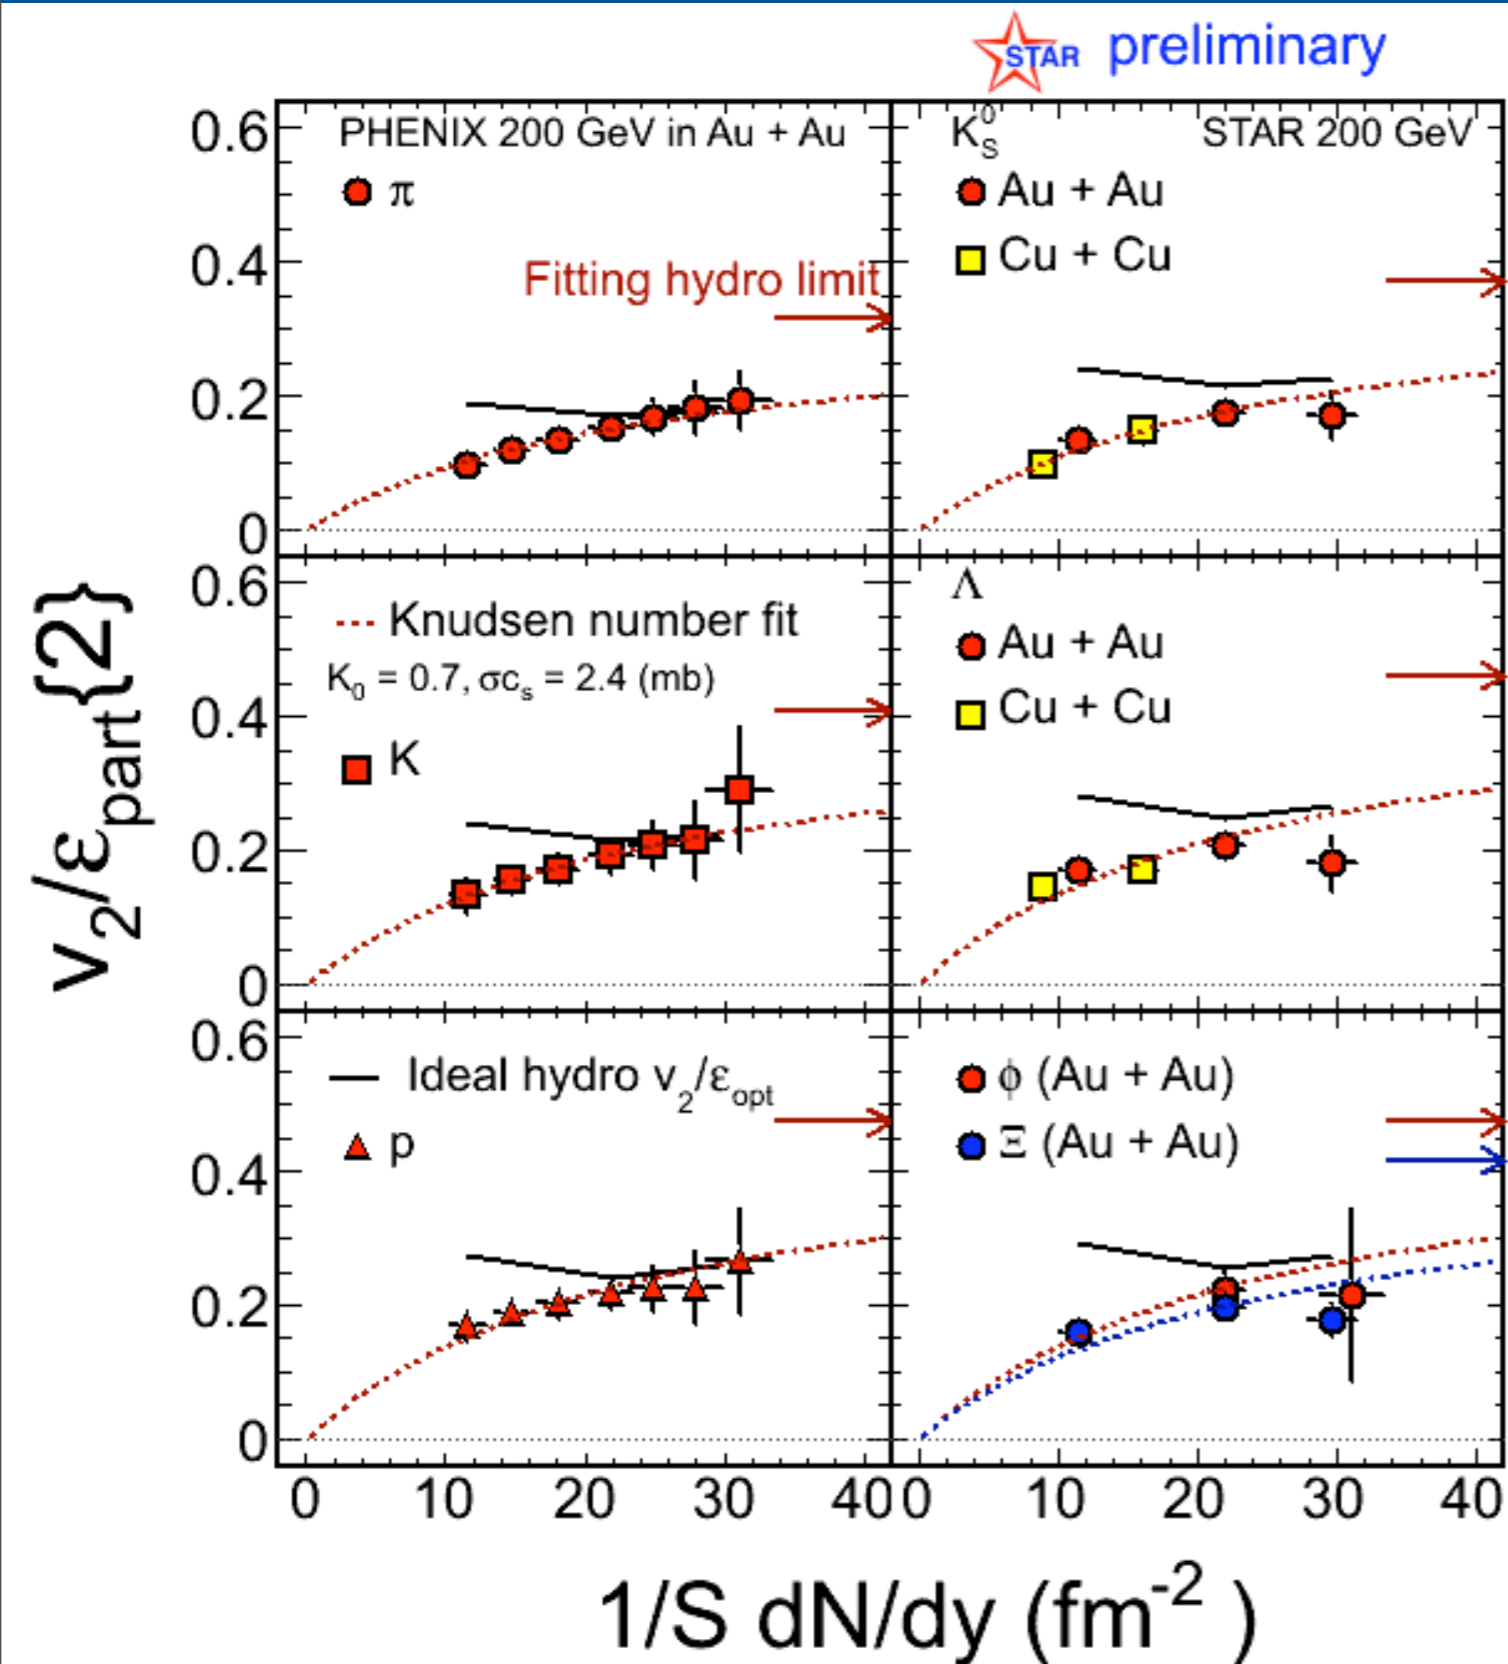 STAR preliminary
PHENIX 200 GeV in Au + Au
π
Fitting hydro limit
K⁰_S STAR 200 GeV
Au + Au
Cu + Cu
0.6
0.4
0.2
0
Knudsen number fit
K₀ = 0.7, σc_s = 2.4 (mb)
K
Λ
Au + Au
Cu + Cu
0.6
0.4
0.2
0
Ideal hydro v₂/ε_opt
p
ϕ (Au + Au)
Ξ (Au + Au)
0.6
0.4
0.2
0
v₂/ε_part{2}
0 10 20 30 40 0 10 20 30 40
1/S dN/dy (fm⁻² )